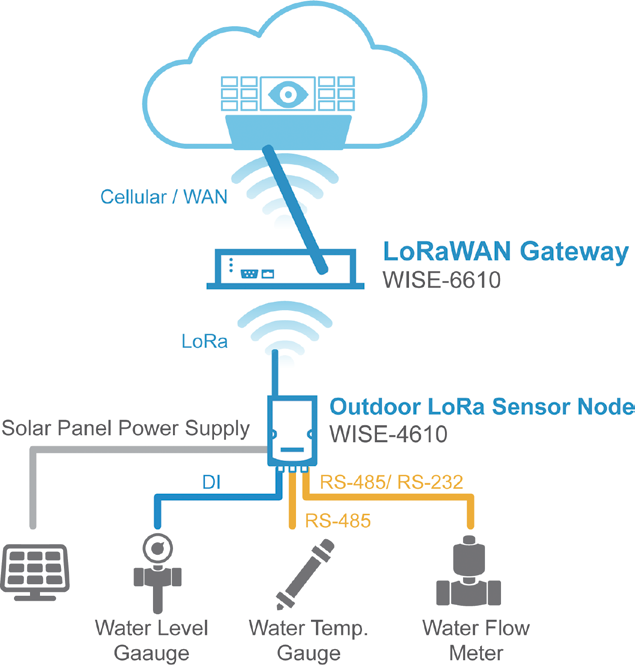 Cellular / WAN
LoRaWAN Gateway
WISE-6610
LoRa
Outdoor LoRa Sensor Node
WISE-4610
Solar Panel Power Supply
DI
RS-485/ RS-232
RS-485
Water Level
Gaauge
Water Temp.
Gauge
Water Flow
Meter